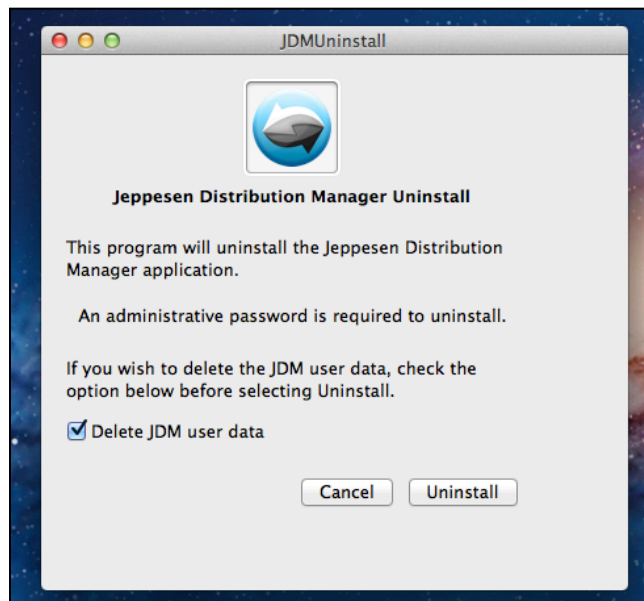 JDMUninstall
Jeppesen Distribution Manager Uninstall
This program will uninstall the Jeppesen Distribution
Manager application.
An administrative password is required to uninstall.
If you wish to delete the JDM user data, check the
option below before selecting Uninstall.
Delete JDM user data
Cancel Uninstall